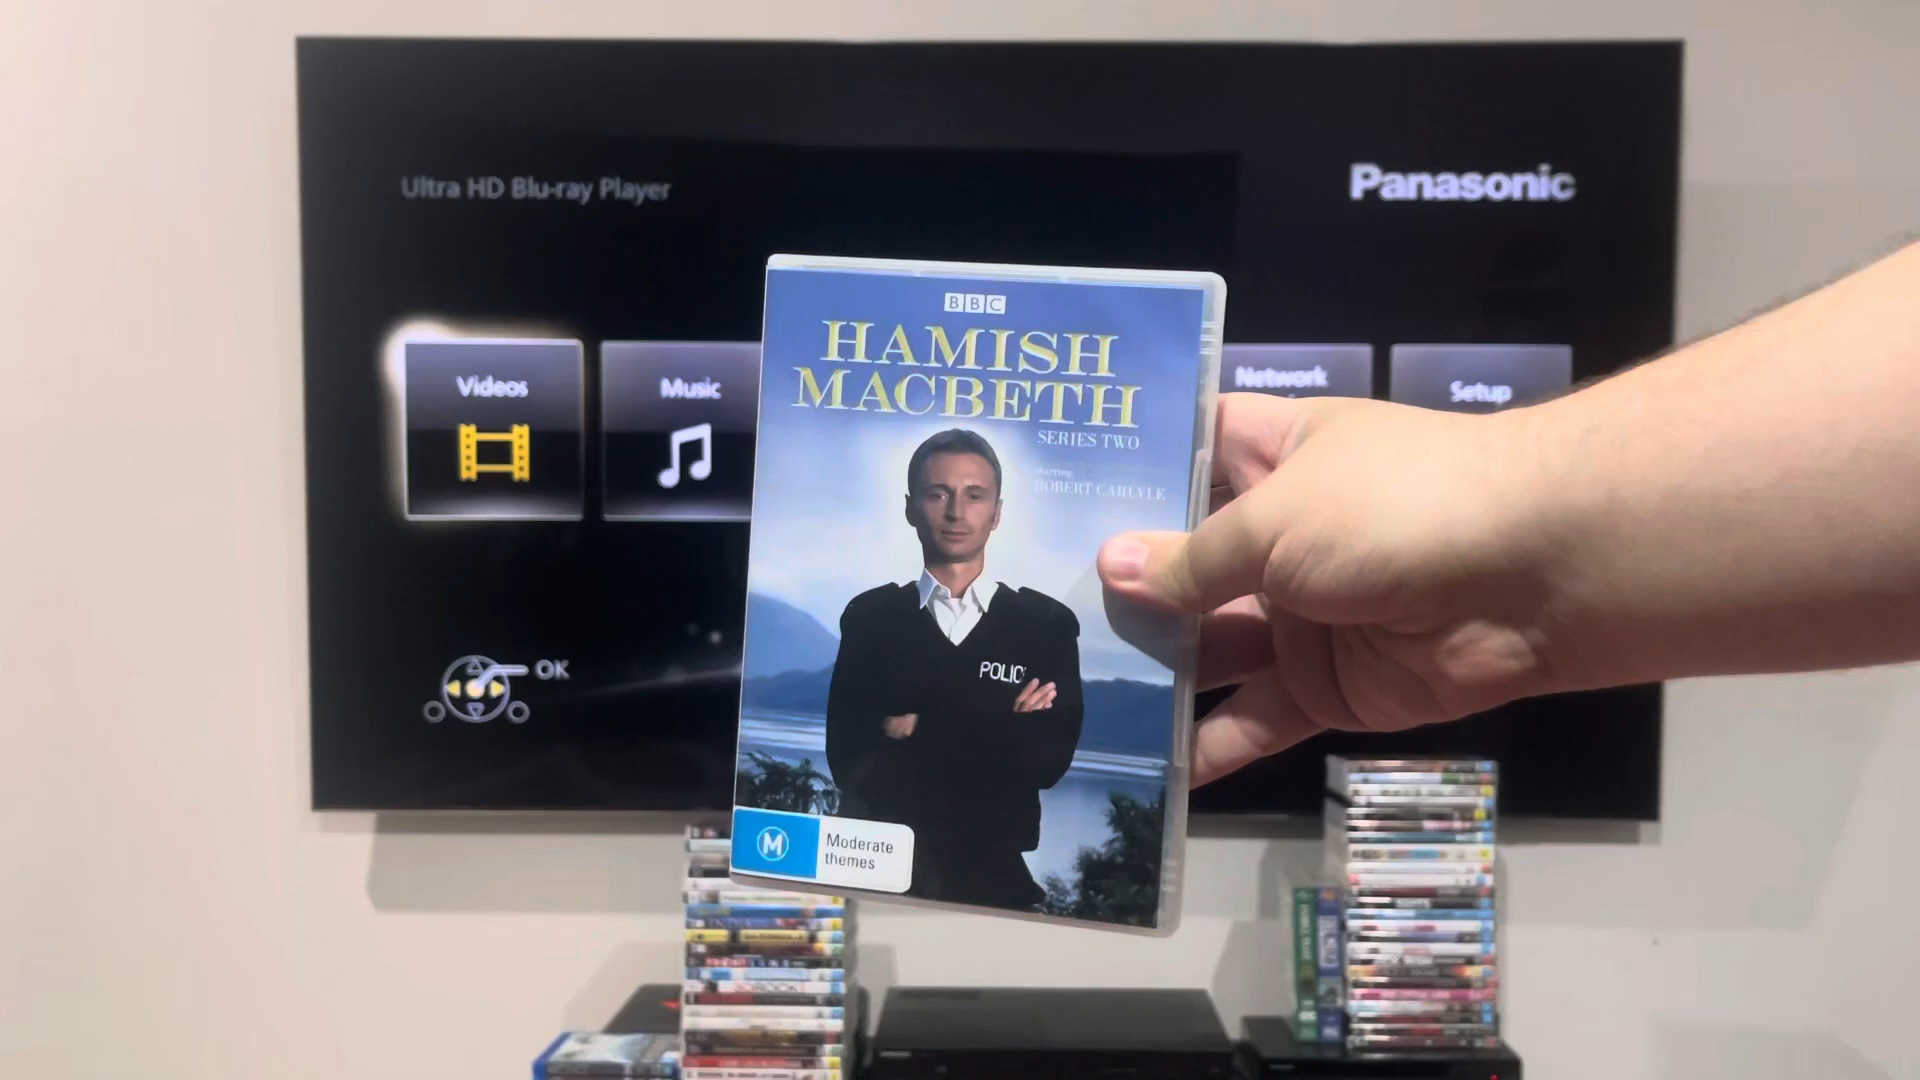 Ultra HD Blu-ray Player
Panasonic
Videos
Music
Network
Setup
OK
BBC
HAMISH
MACBETH
SERIES TWO
starring
ROBERT CARLYLE
POLICE
M
Moderate
themes